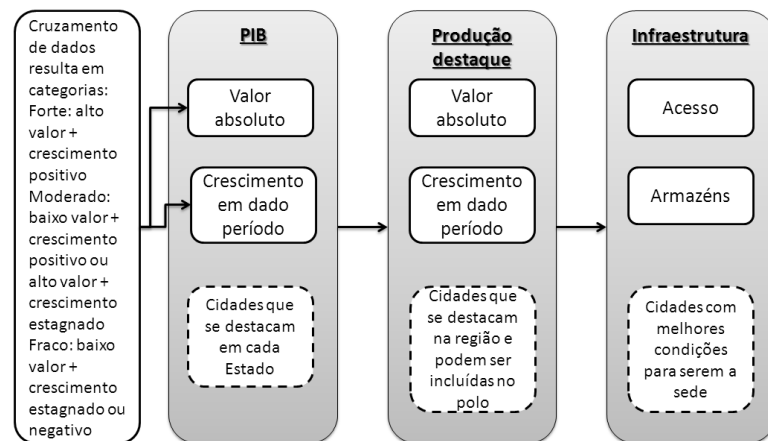 Cruzamento
de dados
resulta em
categorias:
Forte: alto
valor +
crescimento
positivo
Moderado:
baixo valor +
crescimento
positivo ou
alto valor +
crescimento
estagnado
Fraco: baixo
valor +
crescimento
estagnado ou
negativo
PIB
Valor
absoluto
Crescimento
em dado
período
Cidades que
se destacam
em cada
Estado
Produção
destaque
Valor
absoluto
Crescimento
em dado
período
Cidades que
se destacam
na região e
podem ser
incluídas no
polo
Infraestrutura
Acesso
Armazéns
Cidades com
melhores
condições
para serem a
sede